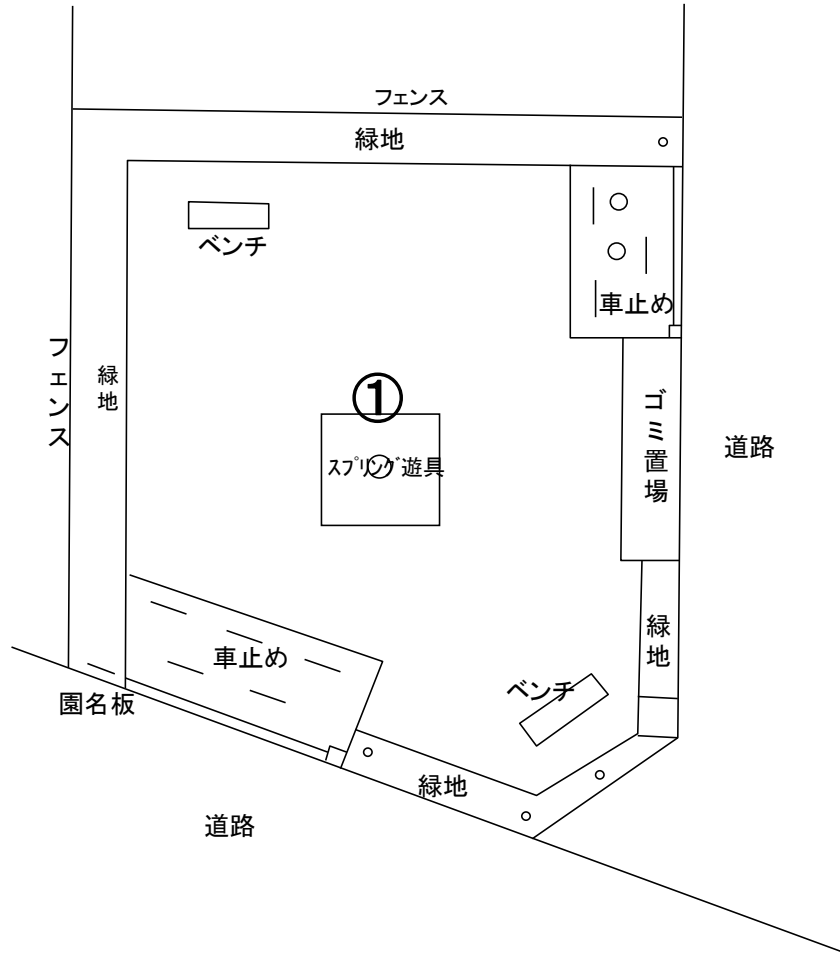 フェンス
緑地
ベンチ
車止め
フェンス
緑地
①
ゴミ置場
道路
スプリング遊具
緑地
車止め
ベンチ
園名板
緑地
道路